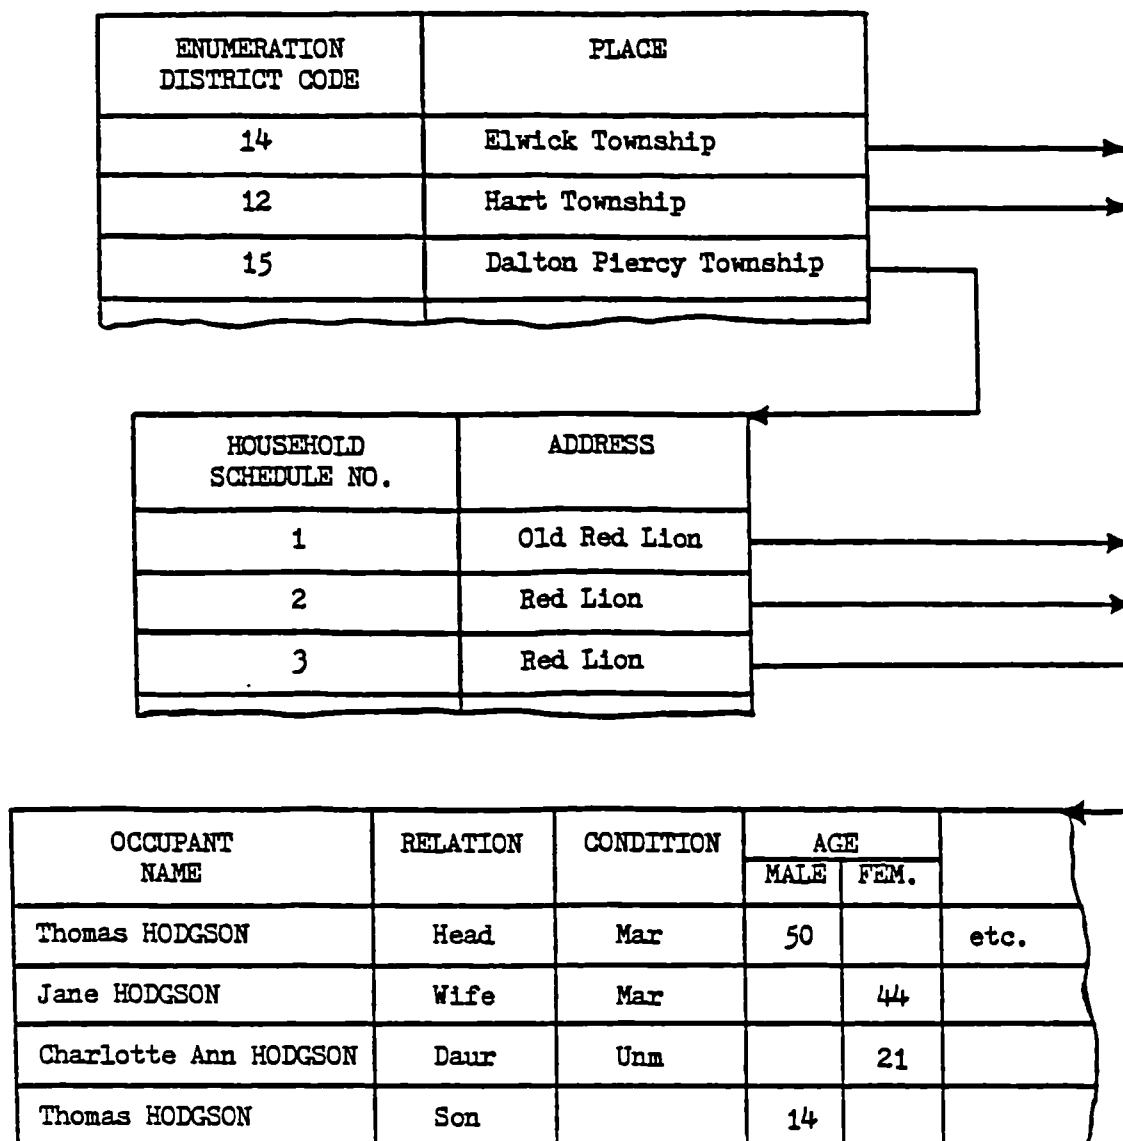 ENUMERATION DISTRICT CODE PLACE
14 Elwick Township
12 Hart Township
15 Dalton Piercy Township
HOUSEHOLD SCHEDULE NO. ADDRESS
1 Old Red Lion
2 Red Lion
3 Red Lion
OCCUPANT NAME RELATION CONDITION AGE
MALE FEM.
Thomas HODGSON Head Mar 50 etc.
Jane HODGSON Wife Mar 44
Charlotte Ann HODGSON Daur Unm 21
Thomas HODGSON Son 14